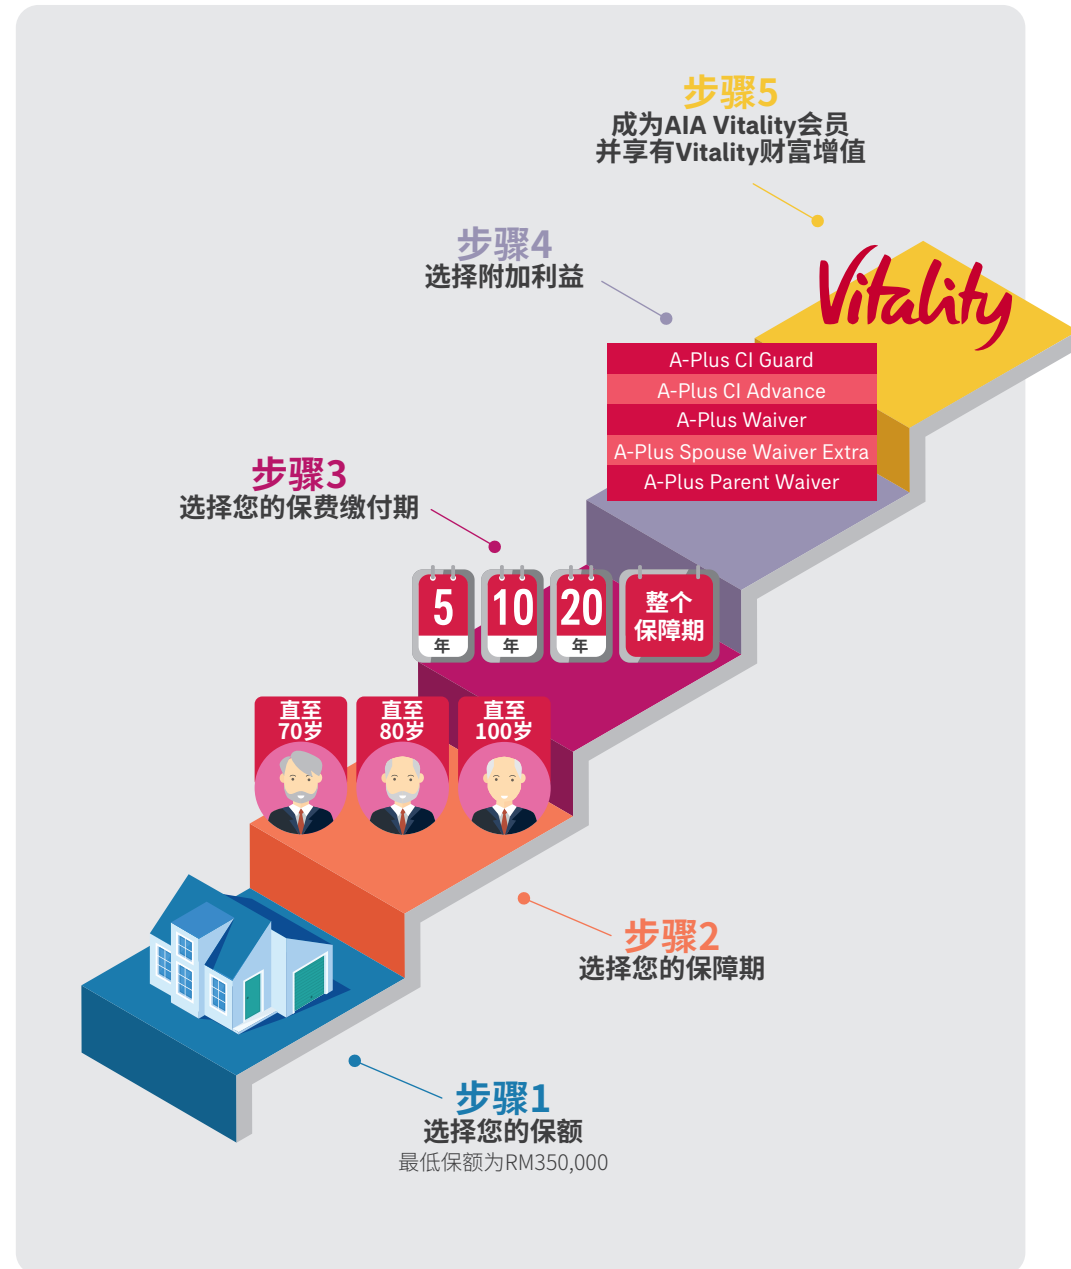 步骤5
成为AIA Vitality会员
并享有Vitality财富增值
Vitality
步骤4
选择附加利益
A-Plus CI Guard
A-Plus CI Advance
A-Plus Waiver
A-Plus Spouse Waiver Extra
A-Plus Parent Waiver
步骤3
选择您的保费缴付期
5
年
10
年
20
年
整个
保障期
直至
70岁
直至
80岁
直至
100岁
步骤2
选择您的保障期
步骤1
选择您的保额
最低保额为RM350,000